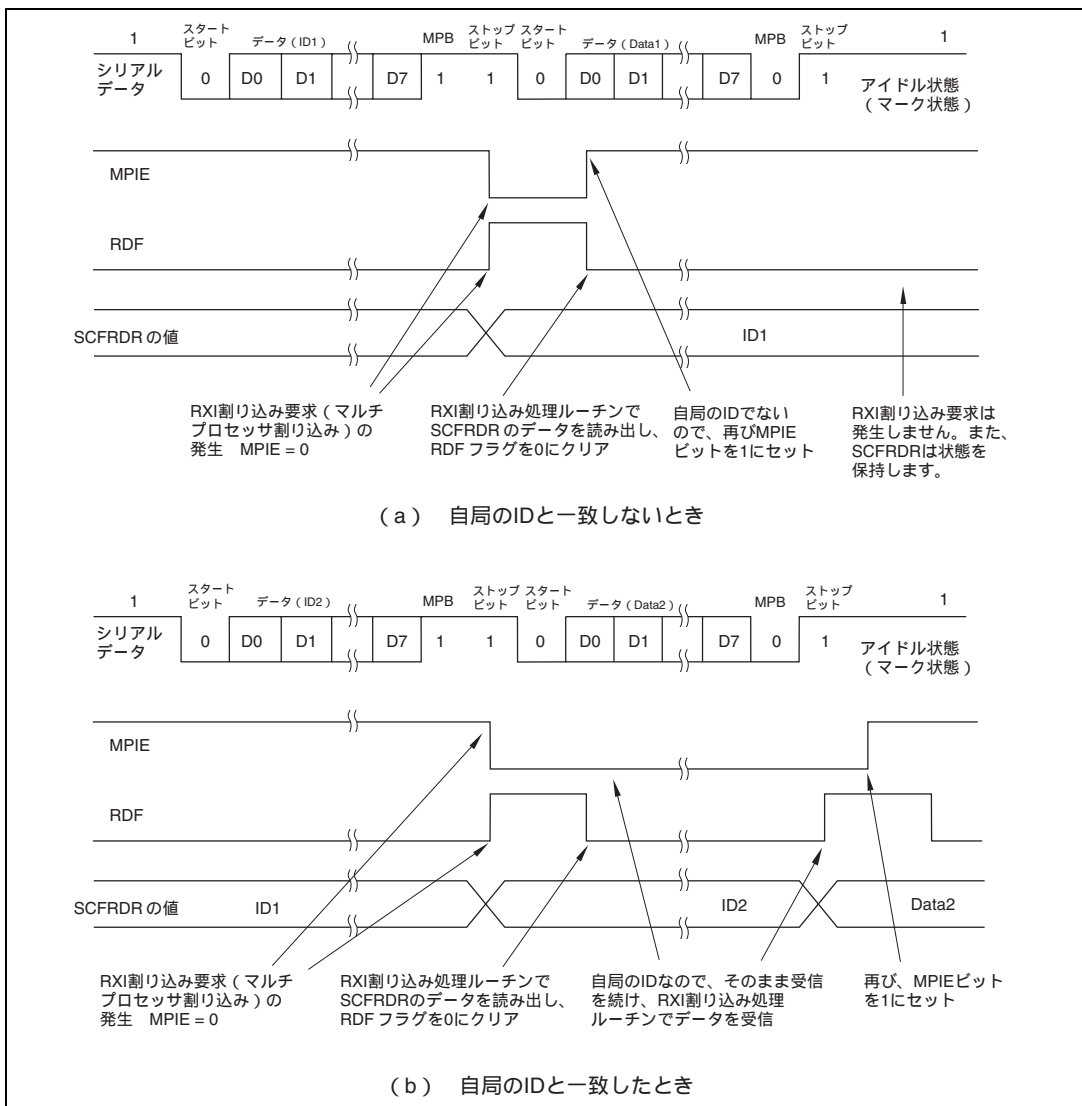 1 スタートビット データ（ID1） MPB ストップビット スタートビット データ（Data1） MPB ストップビット 1
シリアルデータ 0 D0 D1 D7 1 1 0 D0 D1 D7 0 1 アイドル状態（マーク状態）
MPIE
RDF
SCFRDR の値 ID1
RXI割り込み要求（マルチ
プロセッサ割り込み）の
発生 MPIE = 0
RXI割り込み処理ルーチンで
SCFRDR のデータを読み出し、
RDF フラグを0にクリア
自局のIDでない
ので、再びMPIE
ビットを1にセット
RXI割り込み要求は
発生しません。また、
SCFRDRは状態を
保持します。
（a） 自局のIDと一致しないとき
1 スタートビット データ（ID2） MPB ストップビット スタートビット データ（Data2） MPB ストップビット 1
シリアルデータ 0 D0 D1 D7 1 1 0 D0 D1 D7 0 1 アイドル状態（マーク状態）
MPIE
RDF
SCFRDR の値 ID1 ID2 Data2
RXI割り込み要求（マルチ
プロセッサ割り込み）の
発生 MPIE = 0
RXI割り込み処理ルーチンで
SCFRDRのデータを読み出し、
RDF フラグを0にクリア
自局のIDなので、そのまま受信
を続け、RXI割り込み処理
ルーチンでデータを受信
再び、MPIEビット
を1にセット
（b） 自局のIDと一致したとき